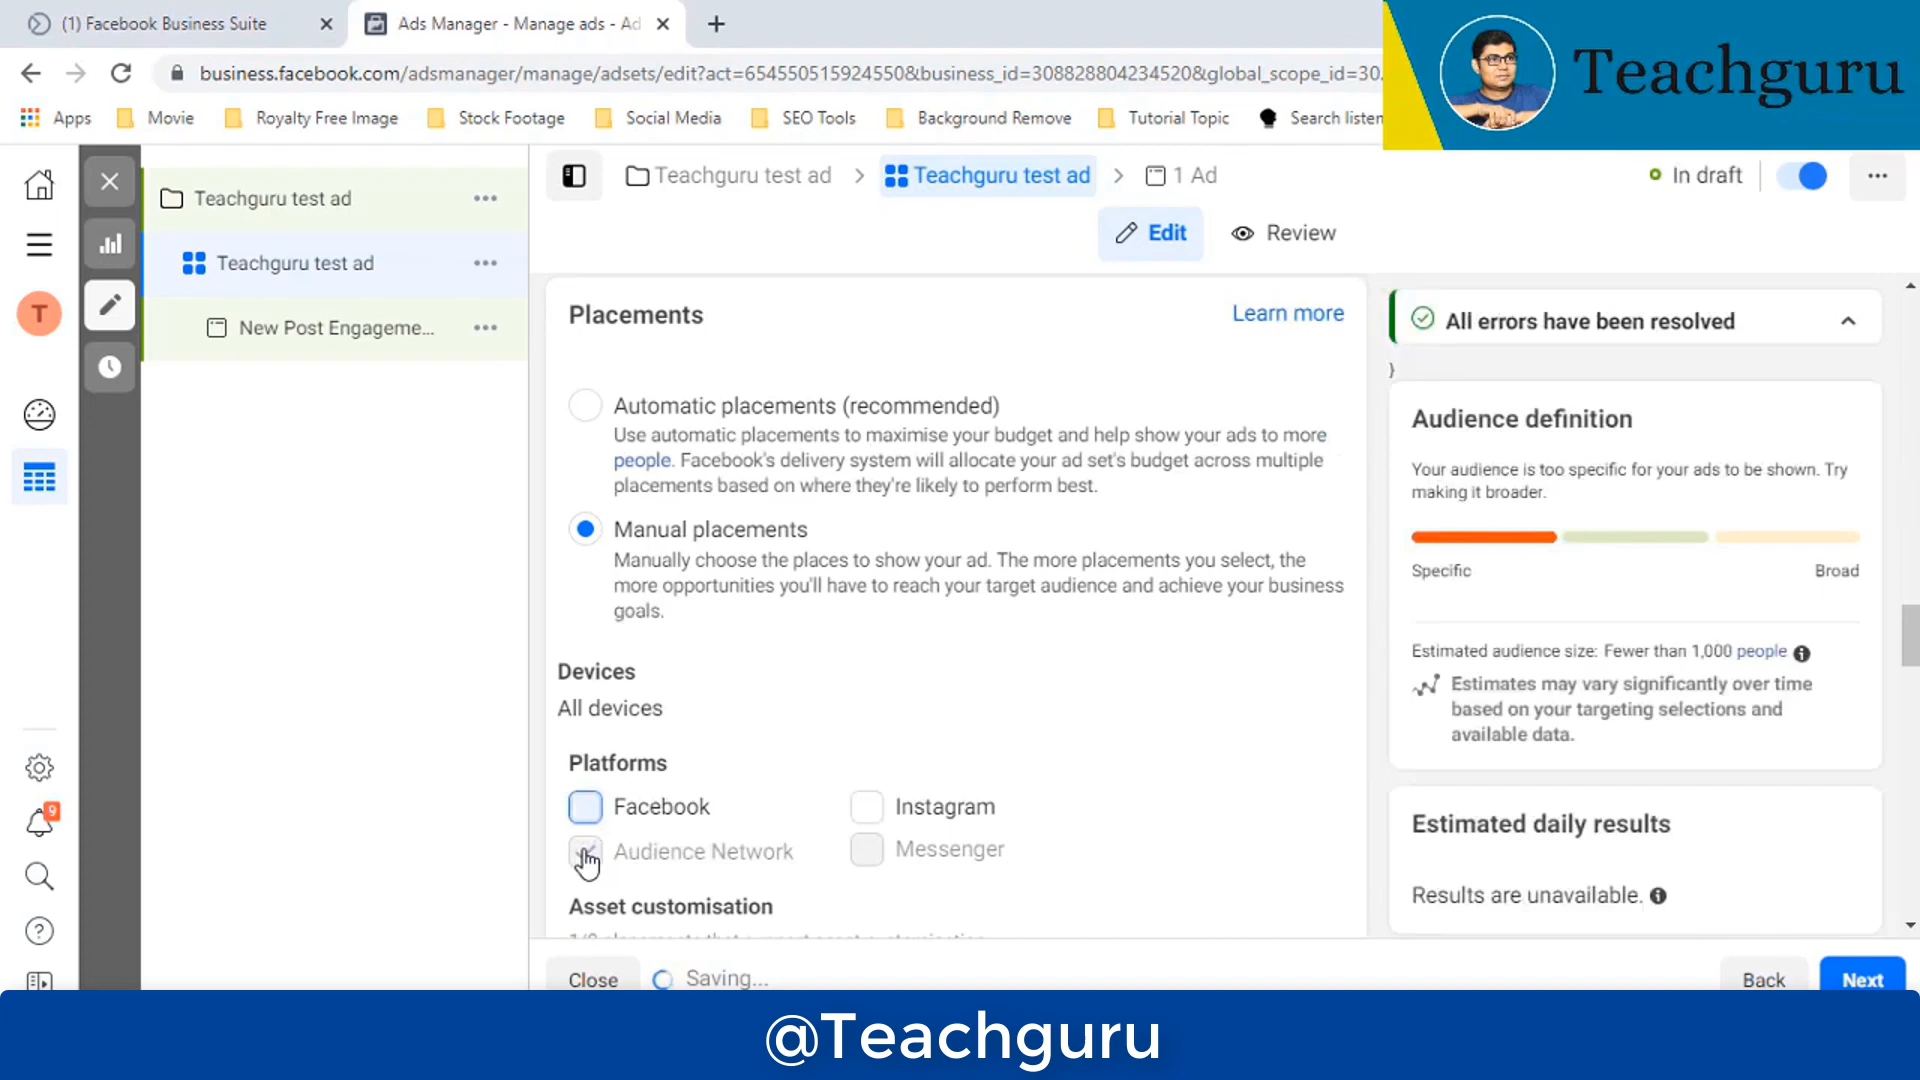 (1) Facebook Business Suite
Ads Manager - Manage ads - Ad
business.facebook.com/adsmanager/manage/adsets/edit?act=654550515924550&business_id=308828804234520&global_scope_id=30.
Teachguru
Apps
Movie
Royalty Free Image
Stock Footage
Social Media
SEO Tools
Background Remove
Tutorial Topic
Search listen
Teachguru test ad
Teachguru test ad
New Post Engageme...
T
9
Teachguru test ad
Teachguru test ad
1 Ad
In draft
Edit
Review
Placements
Learn more
Automatic placements (recommended)
Use automatic placements to maximise your budget and help show your ads to more
people. Facebook's delivery system will allocate your ad set's budget across multiple
placements based on where they're likely to perform best.
Manual placements
Manually choose the places to show your ad. The more placements you select, the
more opportunities you'll have to reach your target audience and achieve your business
goals.
Devices
All devices
Platforms
Facebook
Instagram
Audience Network
Messenger
Asset customisation
Close
Saving...
Back
Next
All errors have been resolved
}
Audience definition
Your audience is too specific for your ads to be shown. Try
making it broader.
Specific
Broad
Estimated audience size: Fewer than 1,000 people
Estimates may vary significantly over time
based on your targeting selections and
available data.
Estimated daily results
Results are unavailable.
@Teachguru